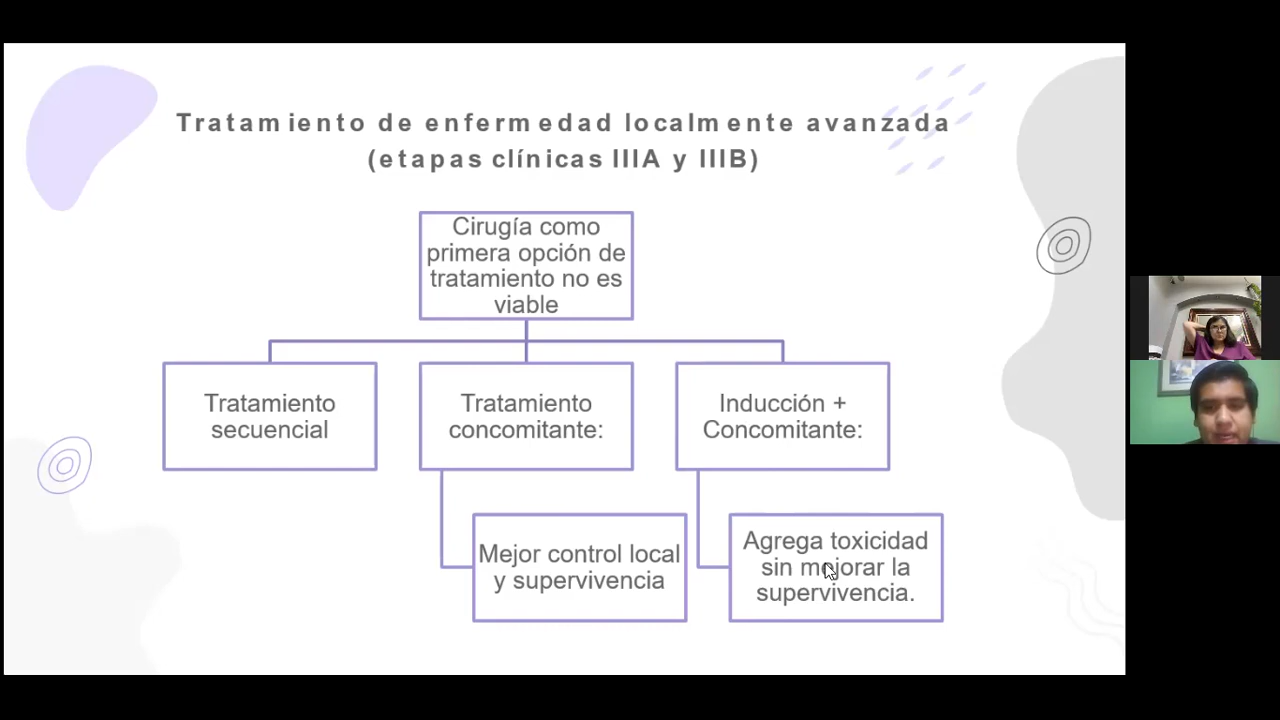 Tratamiento de enfermedad localmente avanzada
(etapas clínicas IIIA y IIIB)
Cirugía como
primera opción de
tratamiento no es
viable
Tratamiento
secuencial
Tratamiento
concomitante:
Inducción +
Concomitante:
Mejor control local
y supervivencia
Agrega toxicidad
sin mejorar la
supervivencia.